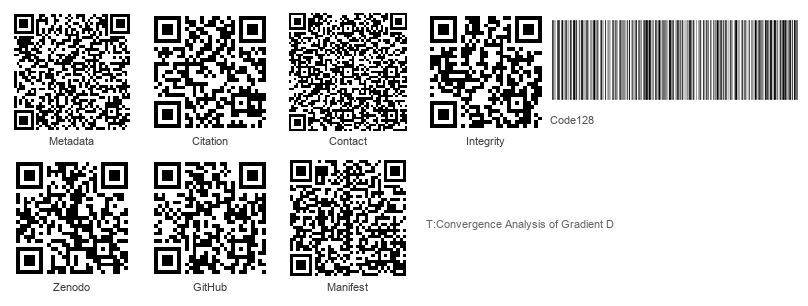 Metadata
Citation
Contact
Integrity
Code128
Zenodo
GitHub
Manifest
T:Convergence Analysis of Gradient D